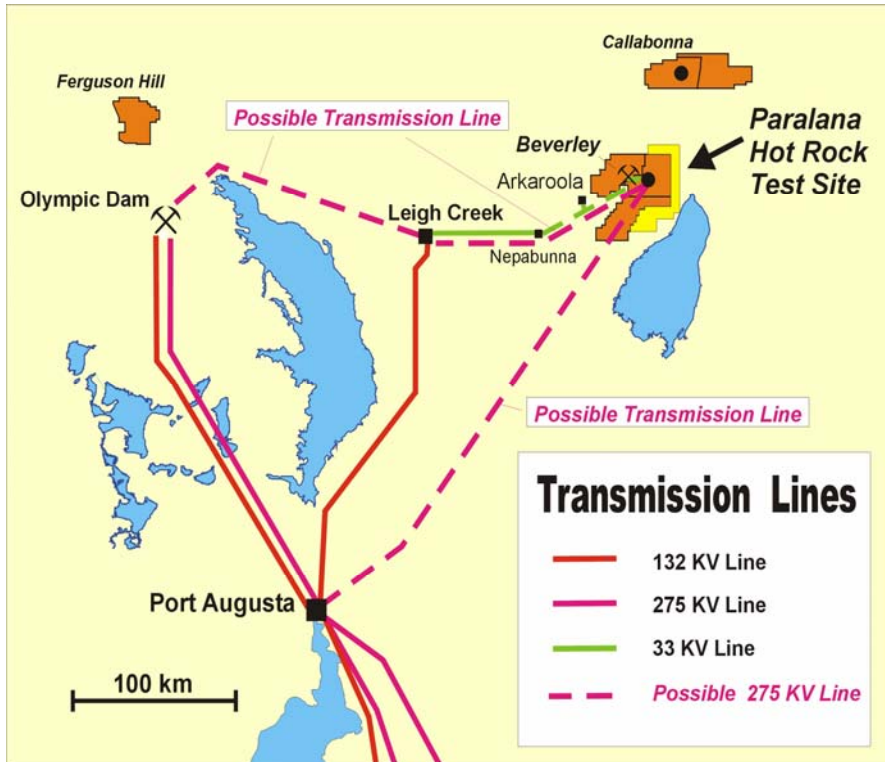 Callabonna
Ferguson Hill
Possible Transmission Line
Beverley
Paralana
Hot Rock
Test Site
Arkaroola
Olympic Dam
Leigh Creek
Nepabunna
Possible Transmission Line
Transmission Lines
132 KV Line
Port Augusta
275 KV Line
33 KV Line
100 km
Possible 275 KV Line